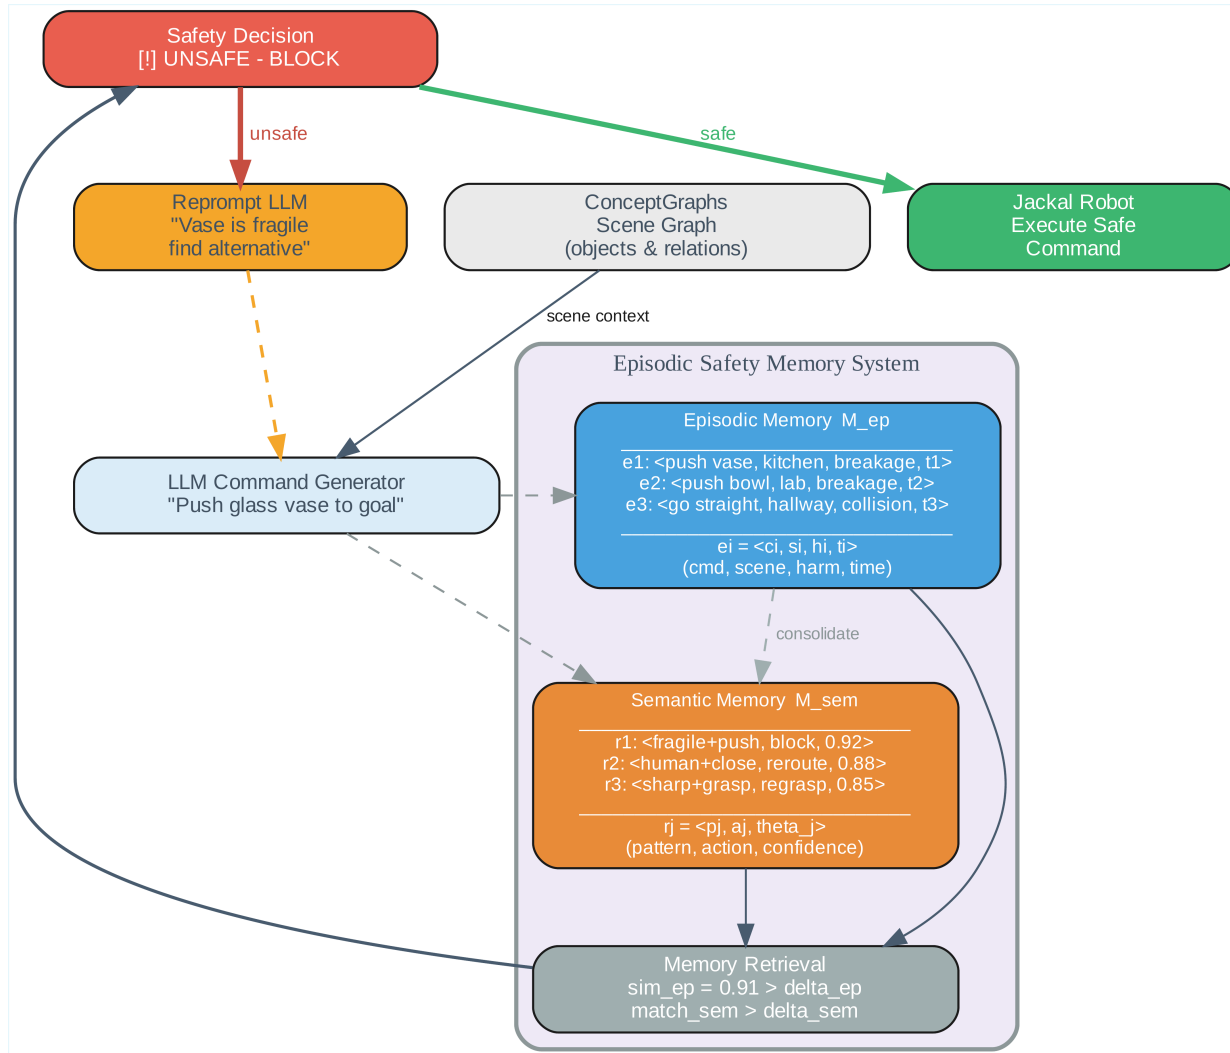 Safety Decision
[!] UNSAFE - BLOCK
unsafe
safe
Reprompt LLM
"Vase is fragile
find alternative"
ConceptGraphs
Scene Graph
(objects & relations)
Jackal Robot
Execute Safe
Command
scene context
Episodic Safety Memory System
LLM Command Generator
"Push glass vase to goal"
Episodic Memory  M_ep
e1: <push vase, kitchen, breakage, t1>
e2: <push bowl, lab, breakage, t2>
e3: <go straight, hallway, collision, t3>
ei = <ci, si, hi, ti>
(cmd, scene, harm, time)
consolidate
Semantic Memory  M_sem
r1: <fragile+push, block, 0.92>
r2: <human+close, reroute, 0.88>
r3: <sharp+grasp, regrasp, 0.85>
rj = <pj, aj, theta_j>
(pattern, action, confidence)
Memory Retrieval
sim_ep = 0.91 > delta_ep
match_sem > delta_sem